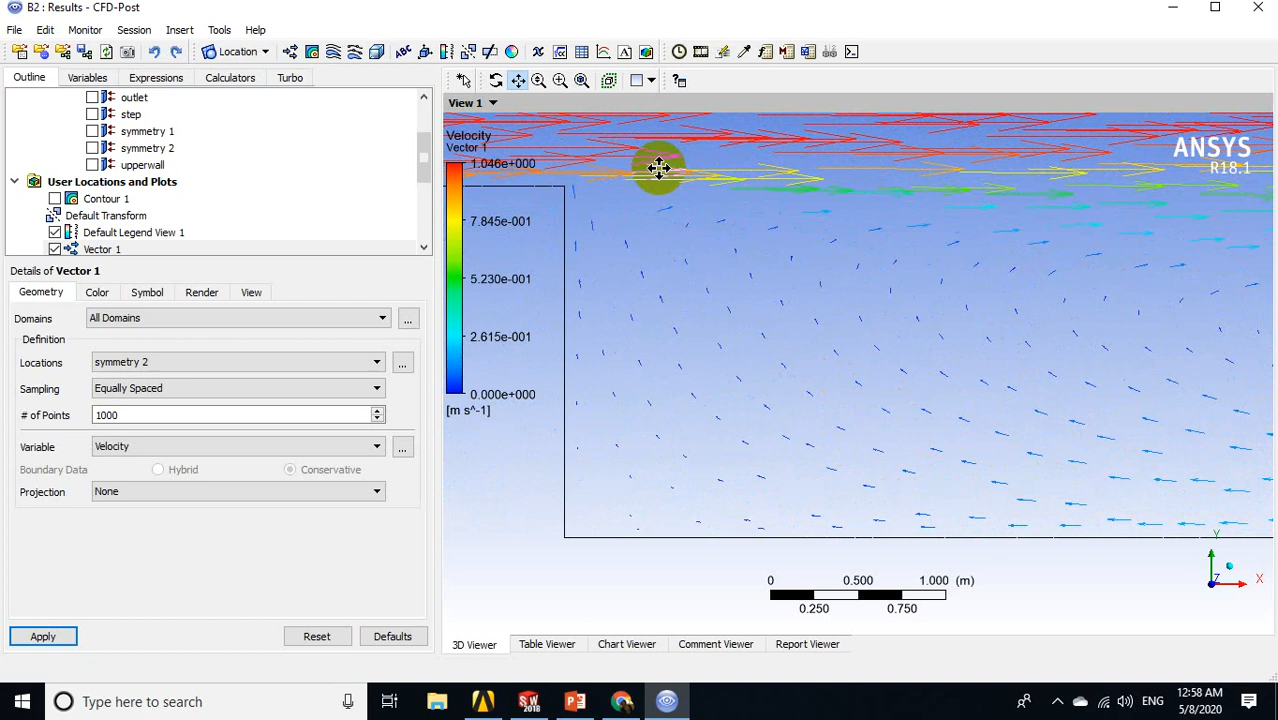 B2 : Results - CFD-Post
File Edit Monitor Session Insert Tools Help
Location
Outline Variables Expressions Calculators Turbo
outlet
step
symmetry 1
symmetry 2
upperwall
User Locations and Plots
Contour 1
Default Transform
Default Legend View 1
Vector 1
Details of Vector 1
Geometry Color Symbol Render View
Domains All Domains ...
Definition
Locations symmetry 2 ...
Sampling Equally Spaced
# of Points 1000
Variable Velocity ...
Boundary Data Hybrid Conservative
Projection None
Apply Reset Defaults
View 1
Velocity
Vector 1
1.046e+000
7.845e-001
5.230e-001
2.615e-001
0.000e+000
[m s^-1]
ANSYS
R18.1
0 0.500 1.000 (m)
0.250 0.750
Y
Z X
3D Viewer Table Viewer Chart Viewer Comment Viewer Report Viewer
Type here to search
SW
2018
ENG
12:58 AM
5/8/2020